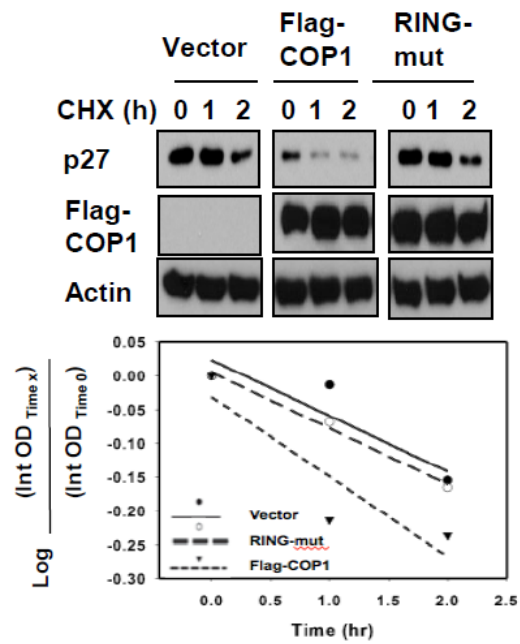 Vector
Flag-
COP1
RING-
mut
CHX (h) 0 1 2 0 1 2 0 1 2
p27
Flag-
COP1
Actin
Log (Int OD Time x) (Int OD Time 0)
0.05
0.00
-0.05
-0.10
-0.15
-0.20
-0.25
-0.30
Vector
RING-mut
Flag-COP1
0.0 0.5 1.0 1.5 2.0 2.5
Time (hr)